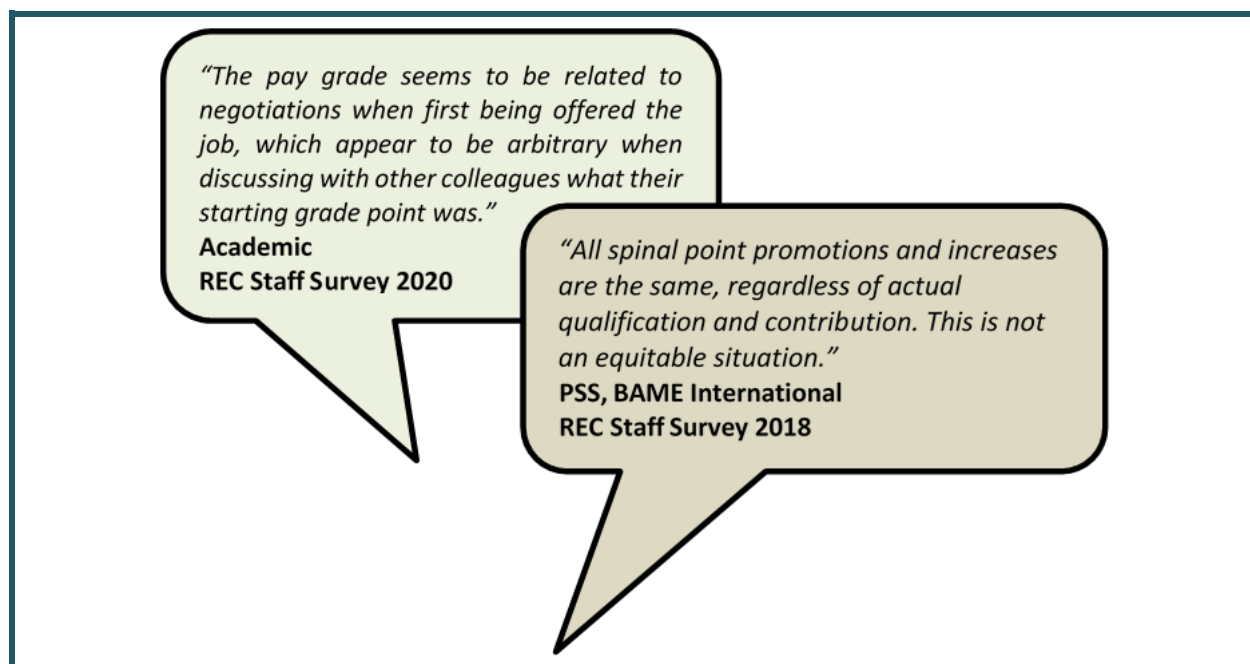 “The pay grade seems to be related to
negotiations when first being offered the
job, which appear to be arbitrary when
discussing with other colleagues what their
starting grade point was.”
Academic
REC Staff Survey 2020
“All spinal point promotions and increases
are the same, regardless of actual
qualification and contribution. This is not
an equitable situation.”
PSS, BAME International
REC Staff Survey 2018